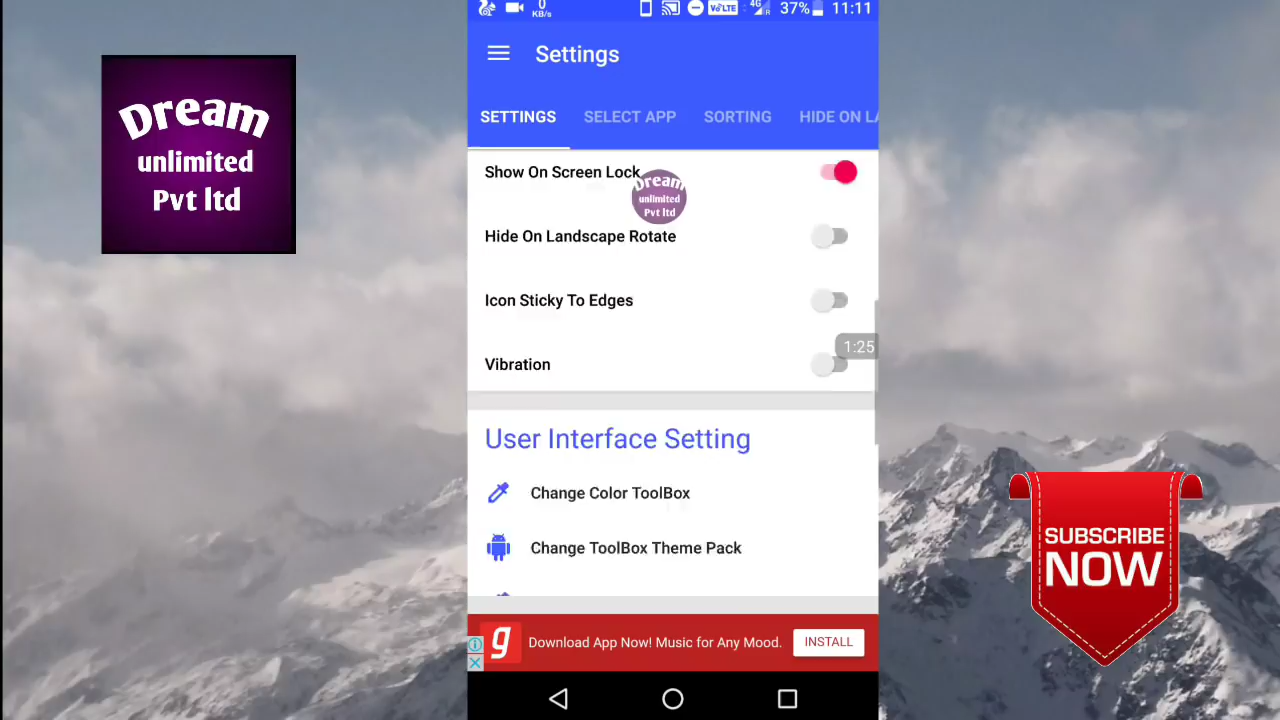 Dream
unlimited
Pvt ltd
0
KB/s
VoLTE
4G
R
37%
11:11
Settings
SETTINGS
SELECT APP
SORTING
HIDE ON LA
Show On Screen Lock
Dream
unlimited
Pvt ltd
Hide On Landscape Rotate
Icon Sticky To Edges
1:25
Vibration
User Interface Setting
Change Color ToolBox
Change ToolBox Theme Pack
g
Download App Now! Music for Any Mood.
INSTALL
SUBSCRIBE
NOW